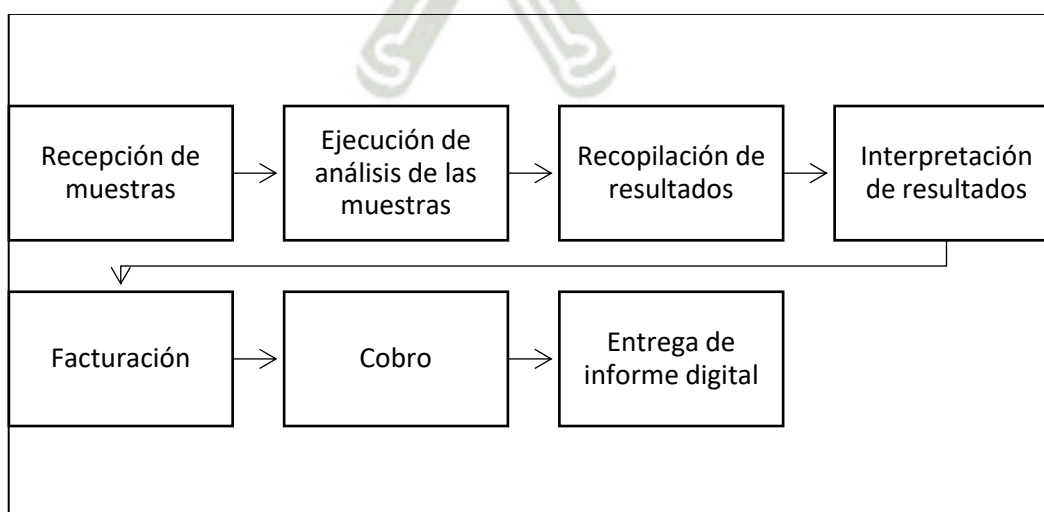 Recepción de
muestras
Ejecución de
análisis de las
muestras
Recopilación de
resultados
Interpretación
de resultados
Facturación
Cobro
Entrega de
informe digital